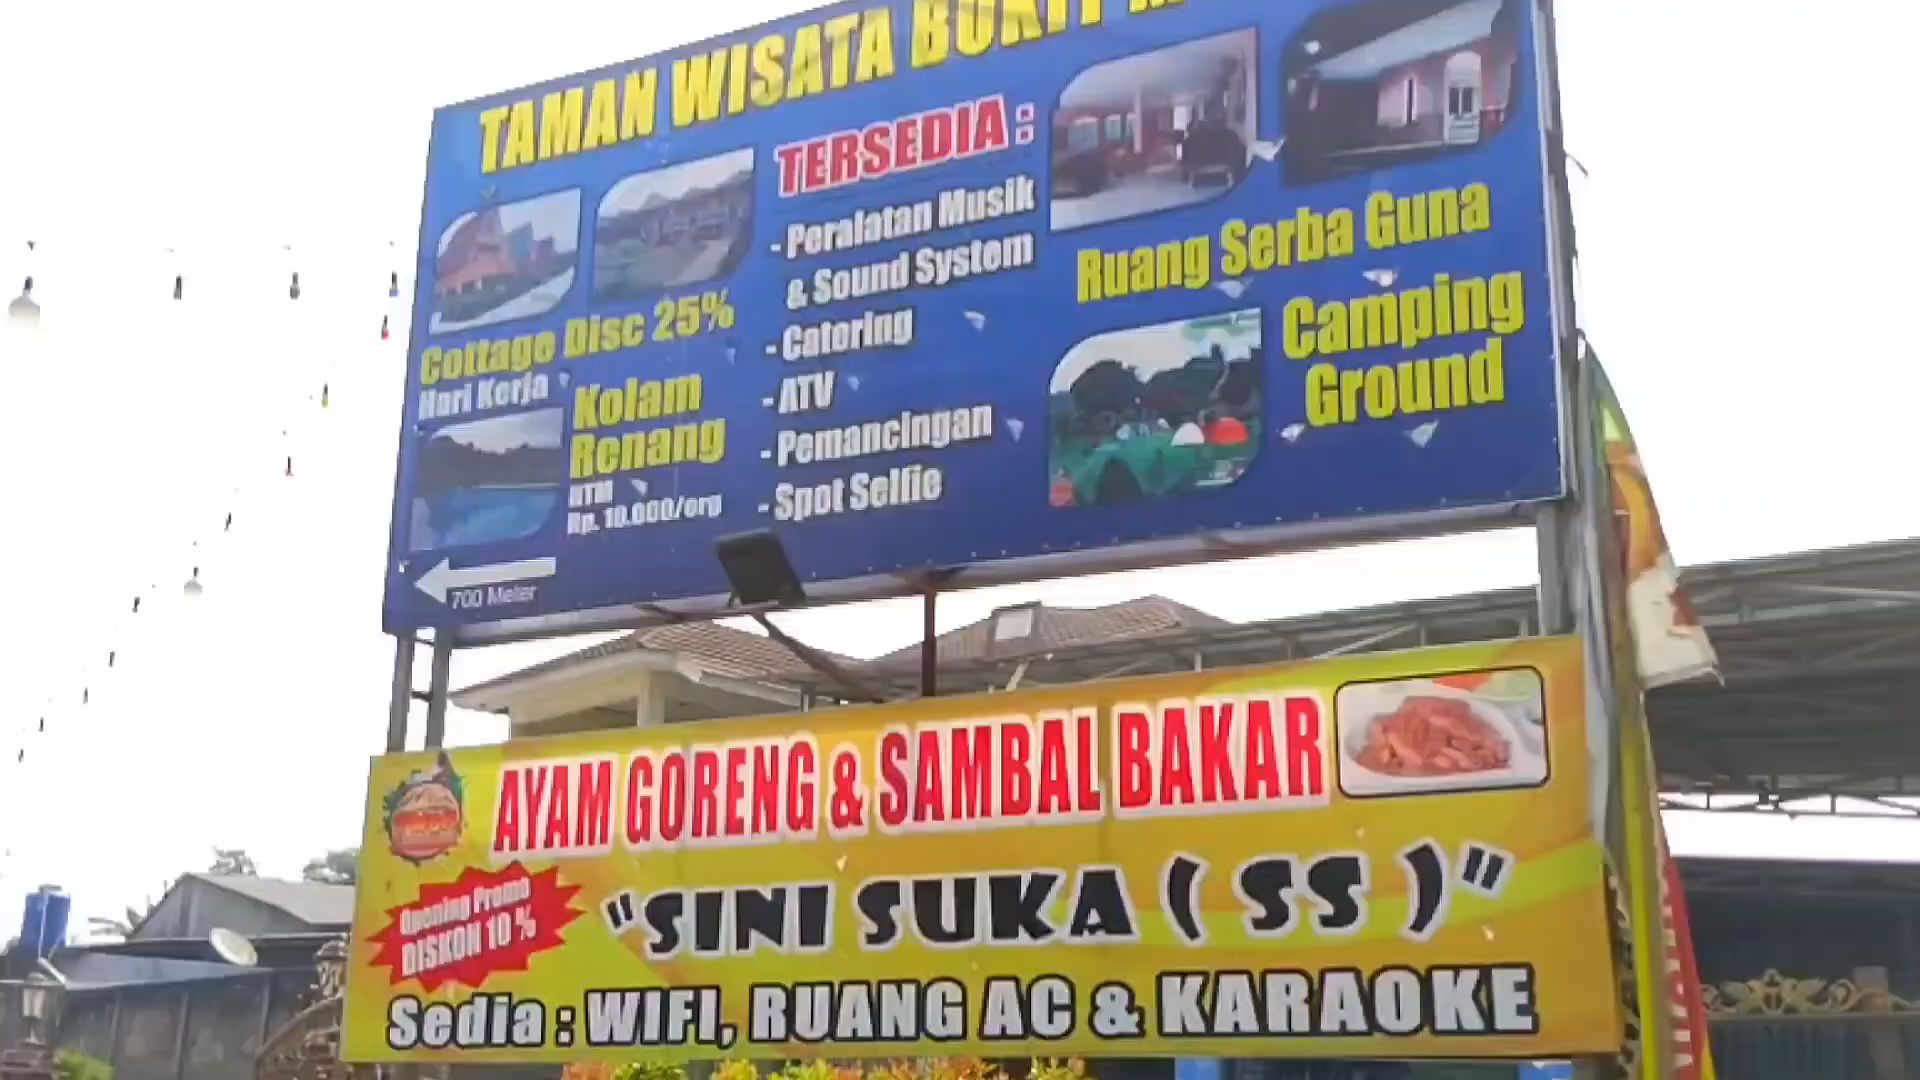 TAMAN WISATA BUKIT
TERSEDIA :
- Peralatan Musik
& Sound System
- Catering
- ATV
- Pemancingan
- Spot Selfie
Cottage Disc 25%
Hari Kerja
Kolam
Renang
HTM
Rp. 10.000/org
700 Meter
Ruang Serba Guna
Camping
Ground
AYAM GORENG & SAMBAL BAKAR
"SINI SUKA ( SS )"
Opening Promo
DISKON 10 %
Sedia : WIFI, RUANG AC & KARAOKE